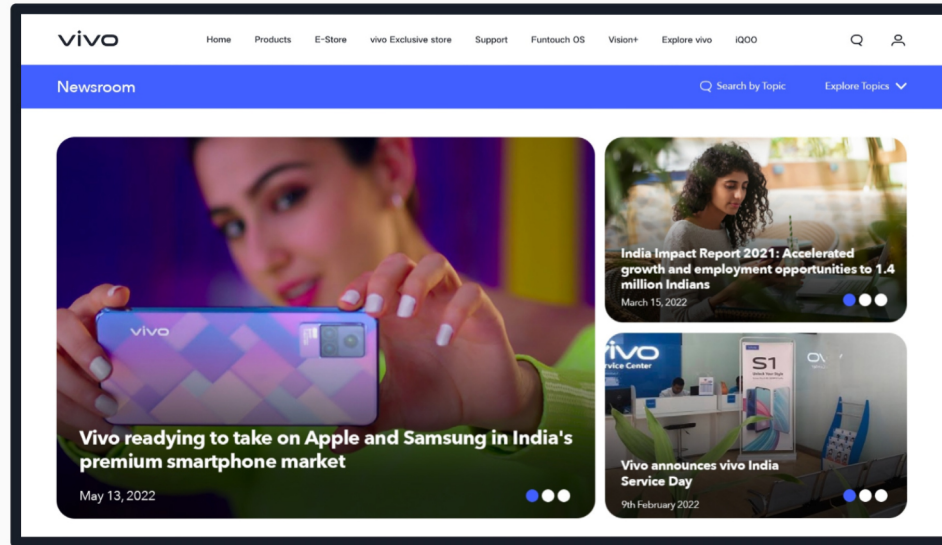 vivo
Home Products E-Store vivo Exclusive store Support Funtouch OS Vision+ Explore vivo iQOO
Newsroom
Search by Topic
Explore Topics
vivo
Vivo readying to take on Apple and Samsung in India's
premium smartphone market
May 13, 2022
India Impact Report 2021: Accelerated
growth and employment opportunities to 1.4
million Indians
March 15, 2022
ivo
rvice Center
S1
Vivo announces vivo India
Service Day
9th February 2022